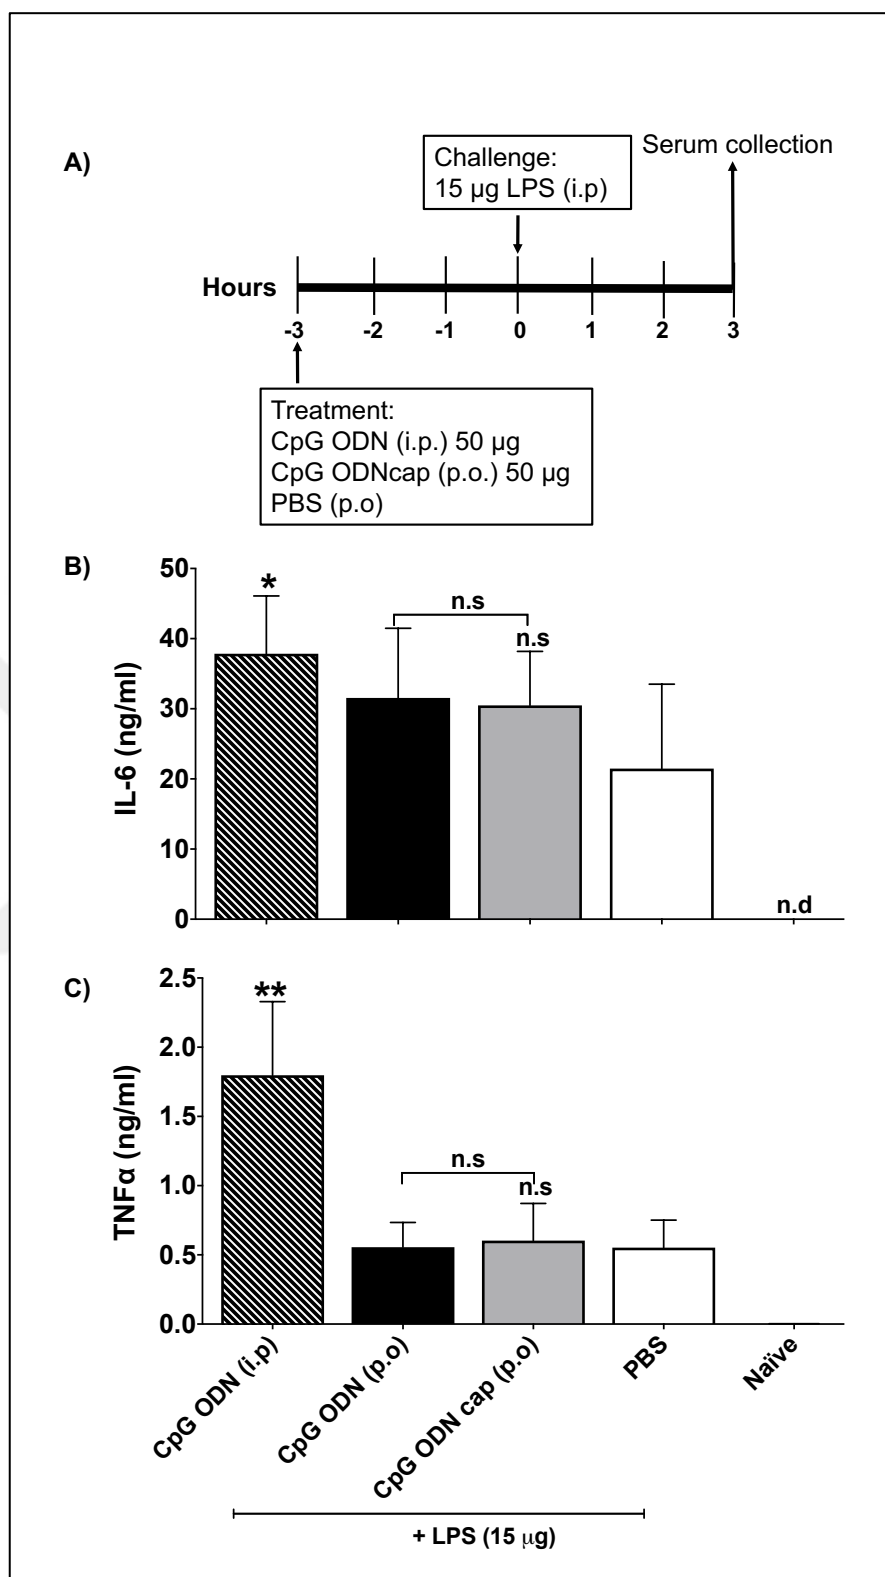 A)
Challenge:
15 µg LPS (i.p)
Serum collection
Hours
-3 -2 -1 0 1 2 3
Treatment:
CpG ODN (i.p.) 50 µg
CpG ODNcap (p.o.) 50 µg
PBS (p.o)
B)
IL-6 (ng/ml)
50
40
30
20
10
0
*
n.s
n.s
n.d
C)
TNFα (ng/ml)
2.5
2.0
1.5
1.0
0.5
0.0
**
n.s
n.s
CpG ODN (i.p)
CpG ODN (p.o)
CpG ODN cap (p.o)
PBS
Naïve
+ LPS (15 µg)